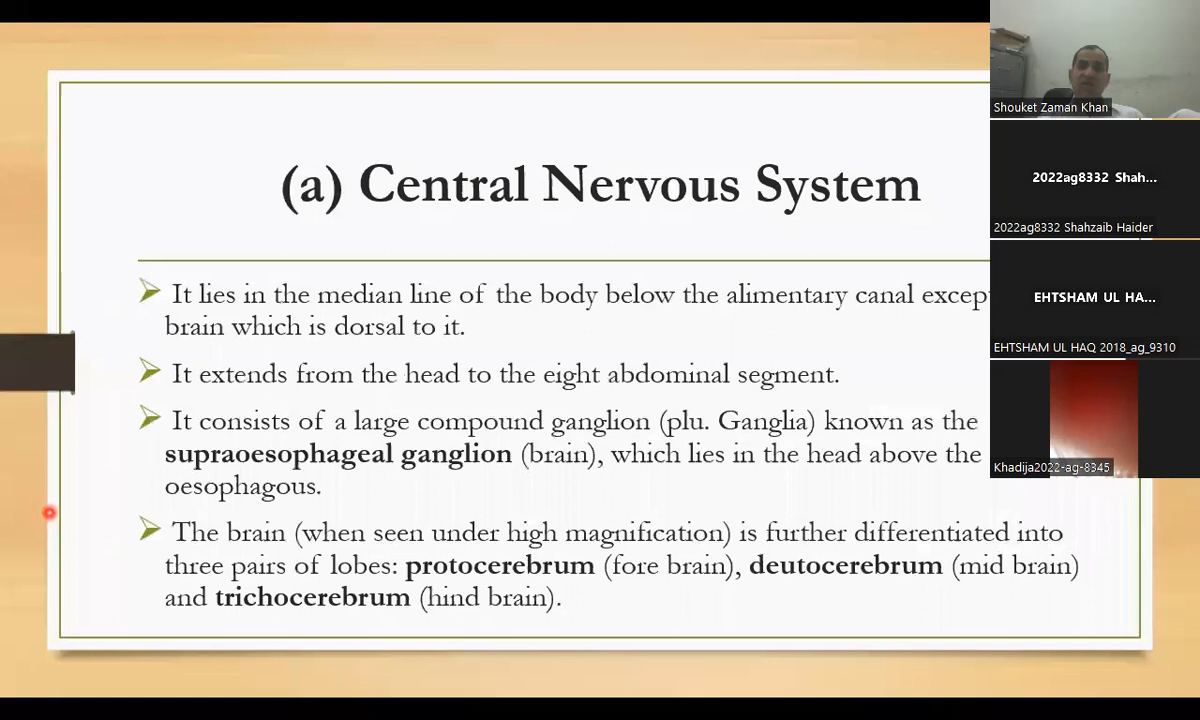 (a) Central Nervous System
It lies in the median line of the body below the alimentary canal
brain which is dorsal to it.
It extends from the head to the eight abdominal segment.
It consists of a large compound ganglion (plu. Ganglia) known as the
supraoesophageal ganglion (brain), which lies in the head above the
oesophagous.
The brain (when seen under high magnification) is further differentiated into
three pairs of lobes: protocerebrum (fore brain), deutocerebrum (mid brain)
and trichocerebrum (hind brain).
Shouket Zaman Khan
2022ag8332 Shah...
2022ag8332 Shahzaib Haider
EHTSHAM UL HA...
EHTSHAM UL HAQ 2018_ag_9310
Khadija2022-ag-8345